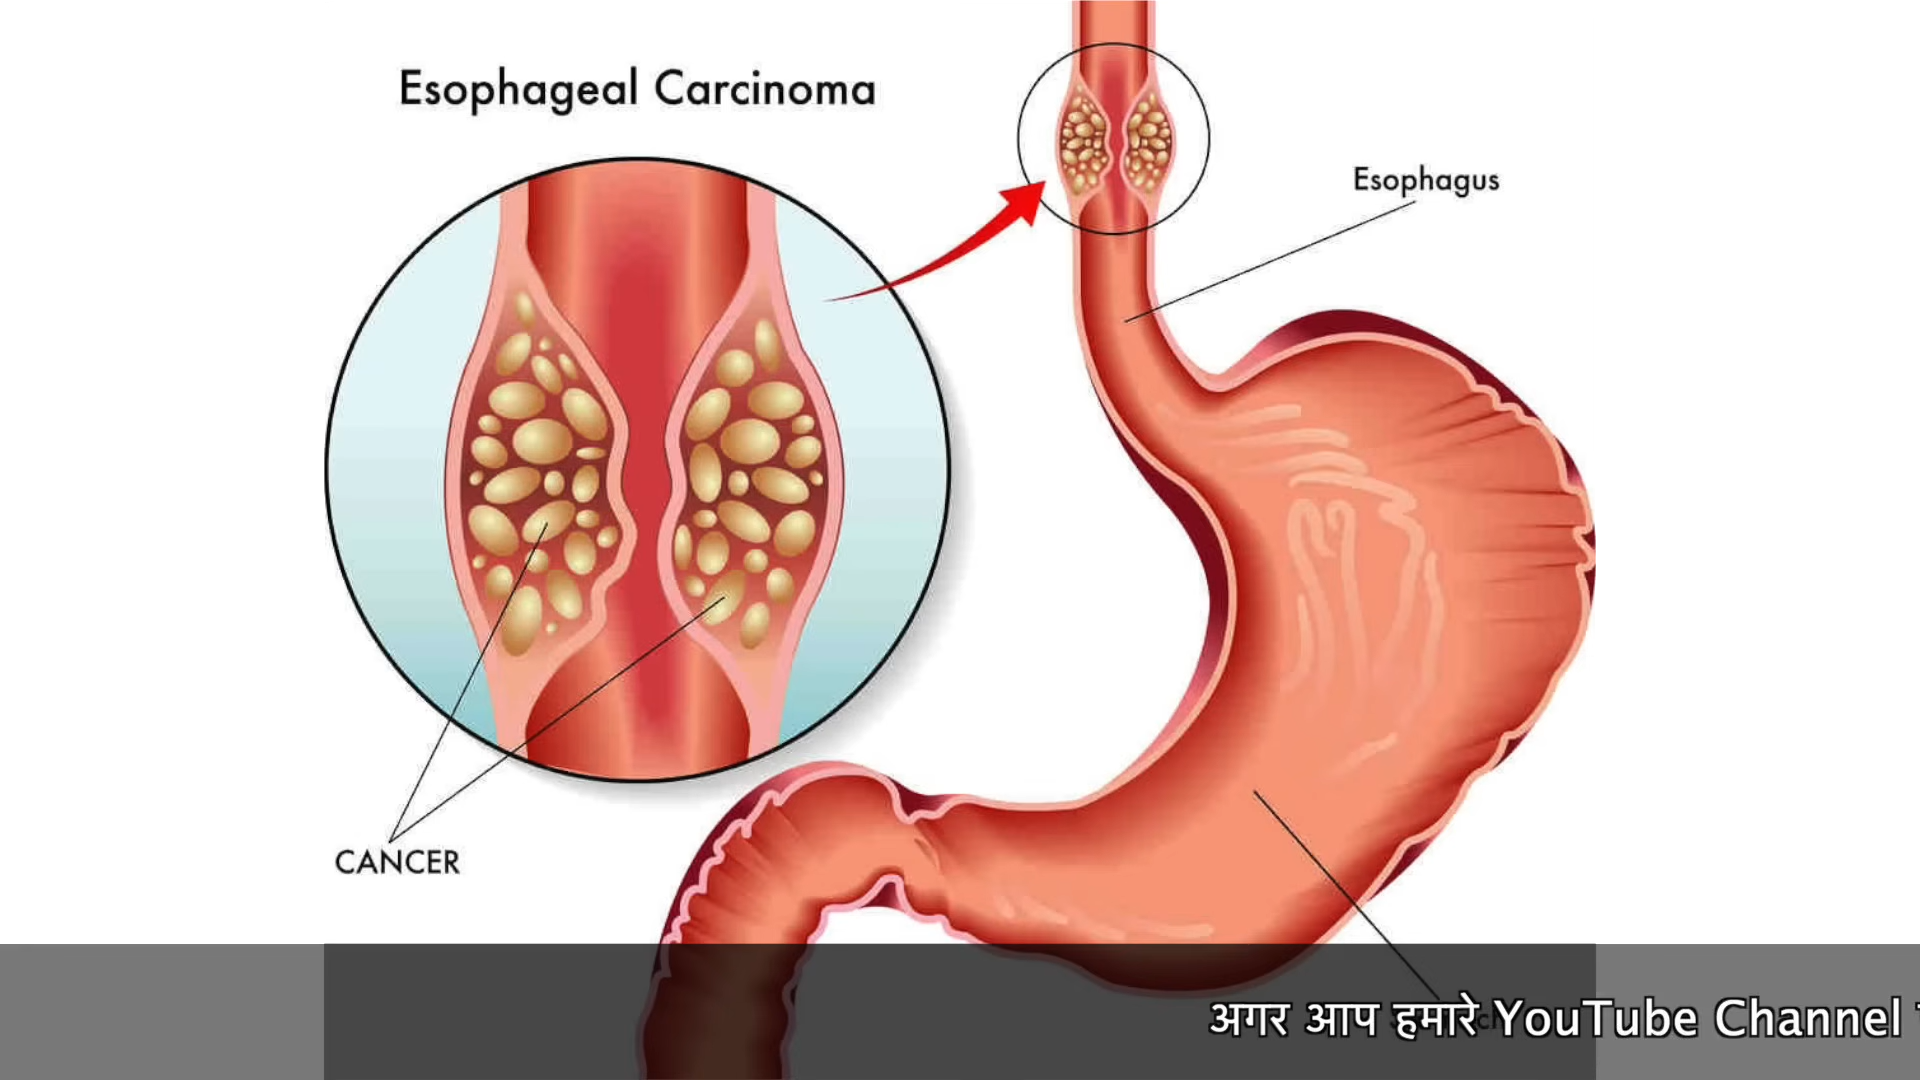 Esophageal Carcinoma
Esophagus
CANCER
अगर आप हमारे YouTube Channel